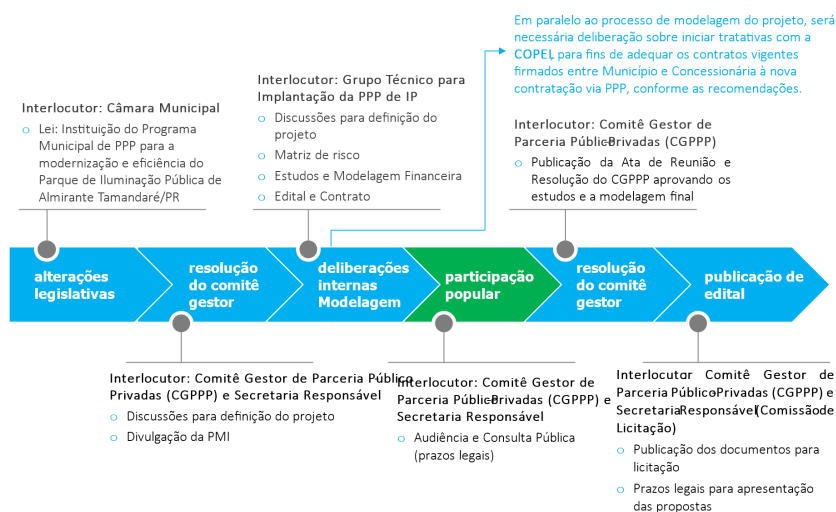 Em paralelo ao processo de modelagem do projeto, será
necessária deliberação sobre iniciar tratativas com a
COPEL, para fins de adequar os contratos vigentes
firmados entre Município e Concessionária à nova
contratação via PPP, conforme as recomendações.
Interlocutor: Câmara Municipal
o Lei: Instituição do Programa
Municipal de PPP para a
modernização e eficiência do
Parque de Iluminação Pública de
Almirante Tamandaré/PR
Interlocutor: Grupo Técnico para
Implantação da PPP de IP
o Discussões para definição do
projeto
o Matriz de risco
o Estudos e Modelagem Financeira
o Edital e Contrato
Interlocutor: Comitê Gestor de
Parceria Público-Privadas (CGPPP)
o Publicação da Ata de Reunião e
Resolução do CGPPP aprovando os
estudos e a modelagem final
alterações
legislativas
resolução
do comitê
gestor
deliberações
internas
Modelagem
participação
popular
resolução
do comitê
gestor
publicação de
edital
Interlocutor: Comitê Gestor de Parceria Público-
Privadas (CGPPP) e Secretaria Responsável
o Discussões para definição do projeto
o Divulgação da PMI
Interlocutor: Comitê Gestor de
Parceria Público-Privadas (CGPPP) e
Secretaria Responsável
o Audiência e Consulta Pública
(prazos legais)
Interlocutor: Comitê Gestor de
Parceria Público-Privadas (CGPPP) e
Secretaria Responsável (Comissão de
Licitação)
o Publicação dos documentos para
licitação
o Prazos legais para apresentação
das propostas